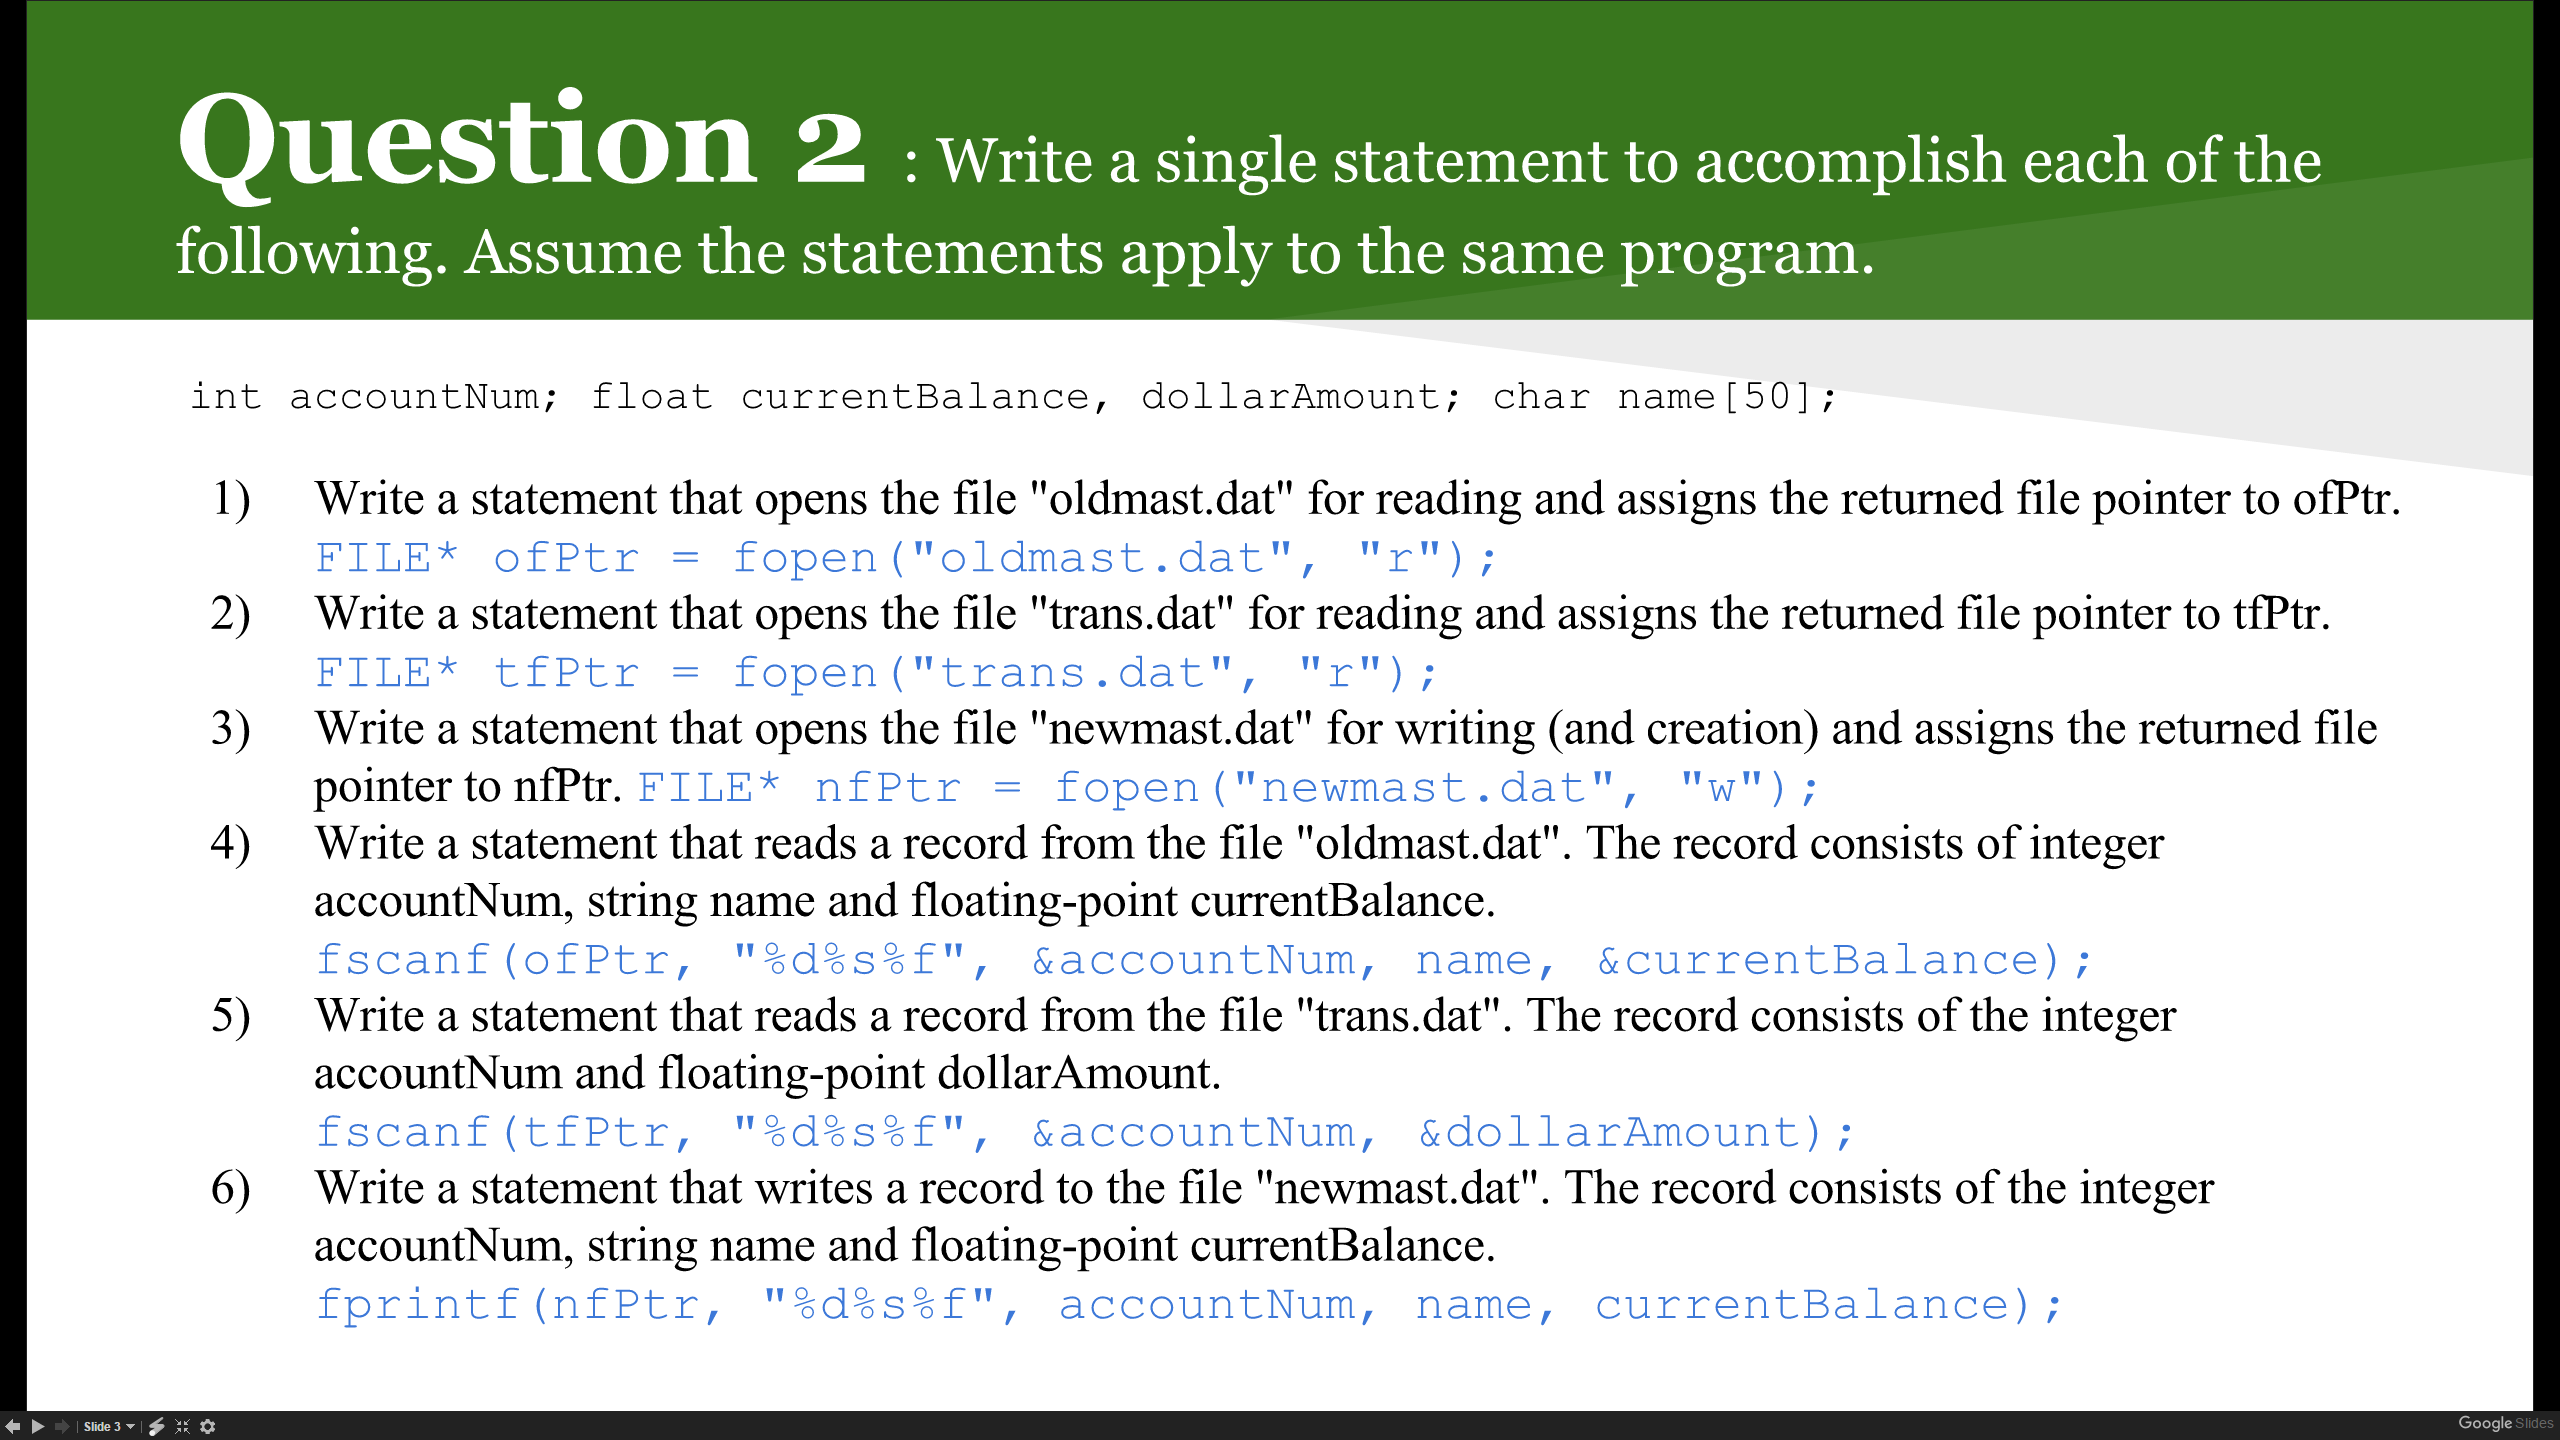 Question 2 : Write a single statement to accomplish each of the
following. Assume the statements apply to the same program.
int accountNum; float currentBalance, dollarAmount; char name[50];
1) Write a statement that opens the file "oldmast.dat" for reading and assigns the returned file pointer to ofPtr.
FILE* ofPtr = fopen("oldmast.dat", "r");
2) Write a statement that opens the file "trans.dat" for reading and assigns the returned file pointer to tfPtr.
FILE* tfPtr = fopen("trans.dat", "r");
3) Write a statement that opens the file "newmast.dat" for writing (and creation) and assigns the returned file
pointer to nfPtr. FILE* nfPtr = fopen("newmast.dat", "w");
4) Write a statement that reads a record from the file "oldmast.dat". The record consists of integer
accountNum, string name and floating-point currentBalance.
fscanf(ofPtr, "%d%s%f", &accountNum, name, &currentBalance);
5) Write a statement that reads a record from the file "trans.dat". The record consists of the integer
accountNum and floating-point dollarAmount.
fscanf(tfPtr, "%d%s%f", &accountNum, &dollarAmount);
6) Write a statement that writes a record to the file "newmast.dat". The record consists of the integer
accountNum, string name and floating-point currentBalance.
fprintf(nfPtr, "%d%s%f", accountNum, name, currentBalance);
Slide 3
Google Slides